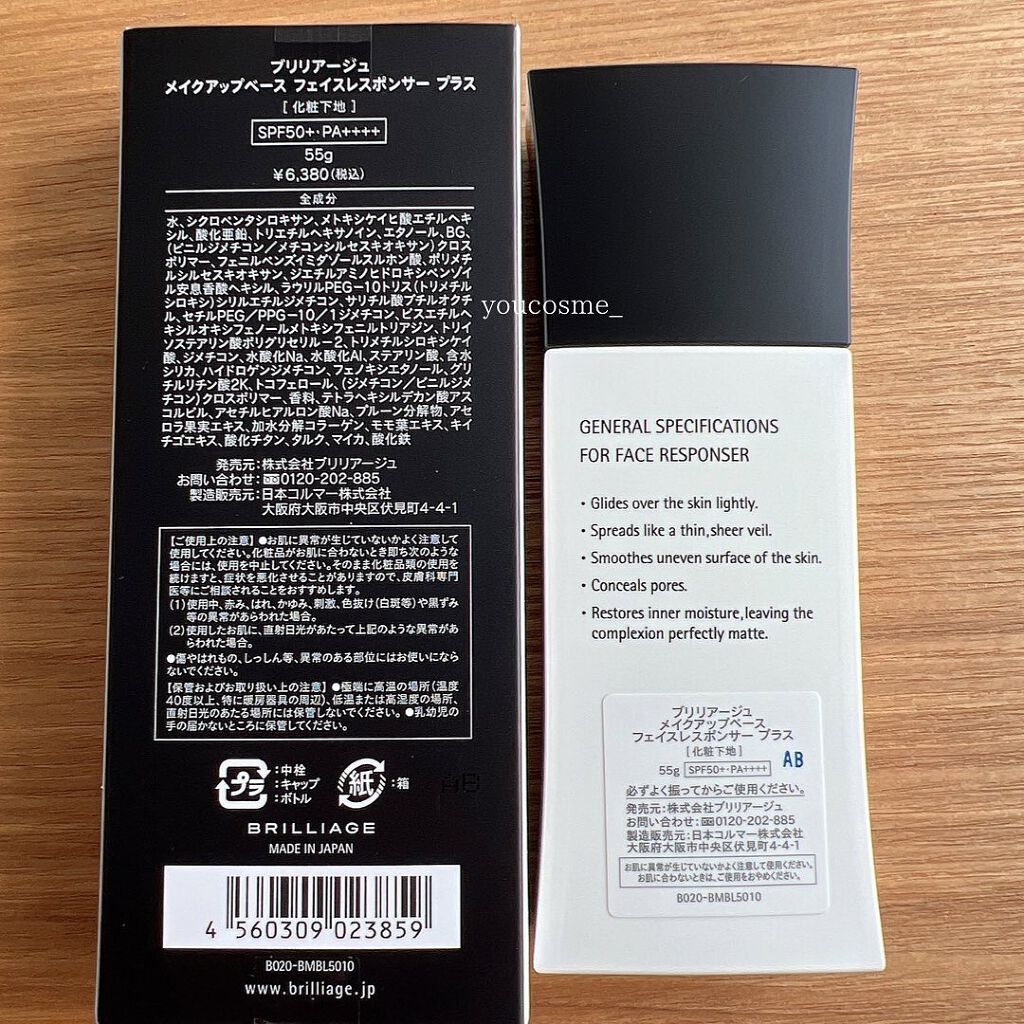 ブリリアージュ
メイクアップベース フェイスレスポンサー プラス
[ 化粧下地 ]
SPF50+・PA++++
55g
¥6,380(税込)
全成分
水、シクロペンタシロキサン、メトキシケイヒ酸エチルヘキ
シル、酸化亜鉛、トリエチルヘキサノイン、エタノール、BG、
(ビニルジメチコン/メチコンシルセスキオキサン)クロス
ポリマー、フェニルベンズイミダゾールスルホン酸、ポリメチ
ルシルセスキオキサン、ジエチルアミノヒドロキシベンゾイ
ル安息香酸ヘキシル、ラウリルPEG-10トリス(トリメチル
シロキシ)シリルエチルジメチコン、サリチル酸ブチルオクチ
ル、セチルPEG/PPG-10/1ジメチコン、ビスエチルヘ
キシルオキシフェノールメトキシフェニルトリアジン、トリイ
ソステアリン酸ポリグリセリル-2、トリメチルシロキシケイ
酸、ジメチコン、水酸化Na、水酸化Al、ステアリン酸、含水
シリカ、ハイドロゲンジメチコン、フェノキシエタノール、グリ
チルリチン酸2K、トコフェロール、(ジメチコン/ビニルジメ
チコン)クロスポリマー、香料、テトラヘキシルデカン酸アス
コルビル、アセチルヒアルロン酸Na、プルーン分解物、アセ
ロラ果実エキス、加水分解コラーゲン、モモ葉エキス、キイ
チゴエキス、酸化チタン、タルク、マイカ、酸化鉄
発売元:株式会社ブリリアージュ
お問い合わせ:0120-202-885
製造販売元:日本コルマー株式会社
大阪府大阪市中央区伏見町4-4-1
【ご使用上の注意】●お肌に異常が生じていないかよく注意して
使用してください。化粧品がお肌に合わないとき即ち次のような
場合には、使用を中止してください。そのまま化粧品類の使用を
続けますと、症状を悪化させることがありますので、皮膚科専門
医等にご相談されることをおすすめします。
(1)使用中、赤み、はれ、かゆみ、刺激、色抜け(白斑等)や黒ずみ
等の異常があらわれた場合。
(2)使用したお肌に、直射日光があたって上記のような異常があ
らわれた場合。
●傷やはれもの、しっしん等、異常のある部位にはお使いになら
ないでください。
【保管およびお取り扱い上の注意】●極端に高温の場所(温度
40度以上、特に暖房器具の周辺)、低温または高湿度の場所、
直射日光のあたる場所には保管しないでください。●乳幼児の
手の届かないところに保管してください。
プラ
:中栓
:キャップ
:ボトル
紙
:箱
AB
BRILLIAGE
MADE IN JAPAN
4 560309 023859
B020-BMBL5010
www.brilliage.jp
youcosme_
GENERAL SPECIFICATIONS
FOR FACE RESPONSER
・Glides over the skin lightly.
・Spreads like a thin,sheer veil.
・Smoothes uneven surface of the skin.
・Conceals pores.
・Restores inner moisture,leaving the
complexion perfectly matte.
ブリリアージュ
メイクアップベース
フェイスレスポンサー プラス
[化粧下地]
AB
55g SPF50+・PA++++
必ずよく振ってからご使用ください。
発売元:株式会社ブリリアージュ
お問い合わせ:0120-202-885
製造販売元:日本コルマー株式会社
大阪府大阪市中央区伏見町4-4-1
お肌に異常が生じていないかよく注意して使用してください。
お肌に合わないときは、ご使用をおやめください。
B020-BMBL5010